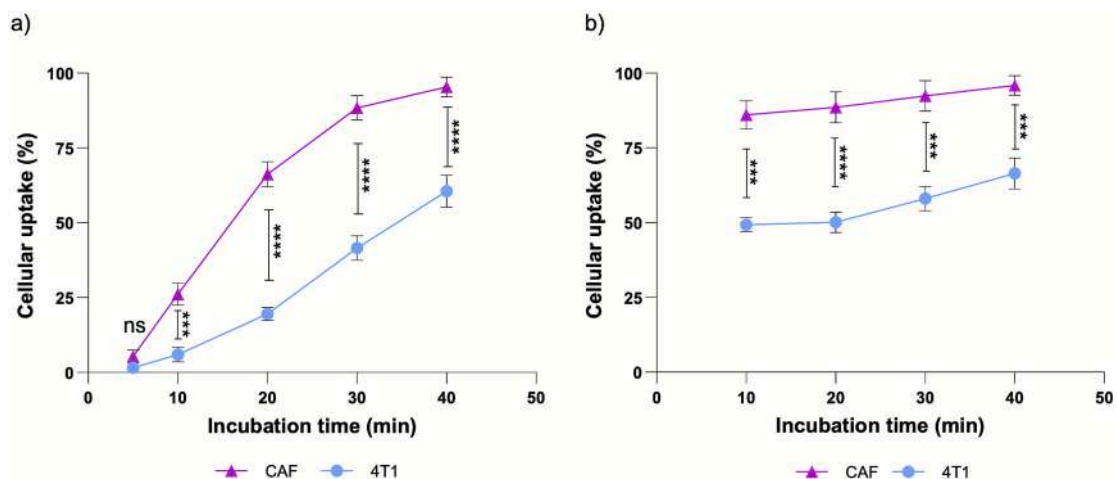 a)
Cellular uptake (%)
100
75
50
25
0
ns
***
****
****
****
0 10 20 30 40 50
Incubation time (min)
CAF 4T1
b)
Cellular uptake (%)
100
75
50
25
0
***
****
***
***
0 10 20 30 40 50
Incubation time (min)
CAF 4T1